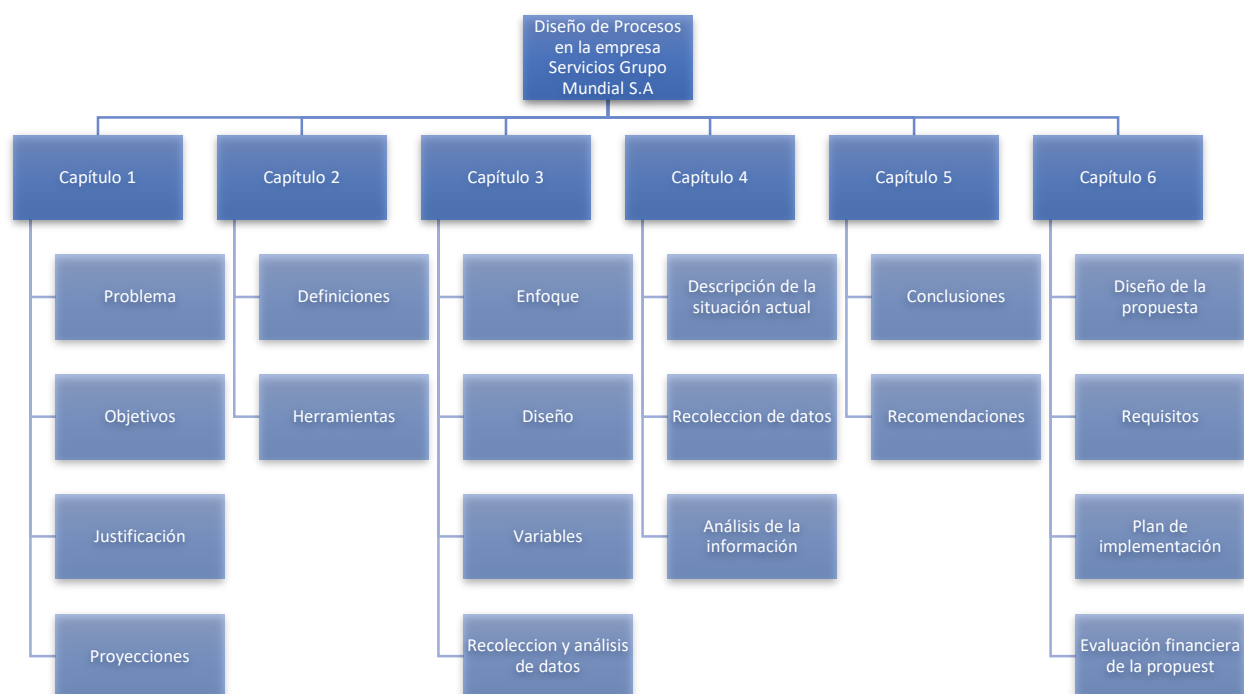 Diseño de Procesos
en la empresa
Servicios Grupo
Mundial S.A
Capítulo 1
Problema
Objetivos
Justificación
Proyecciones
Capítulo 2
Definiciones
Herramientas
Capítulo 3
Enfoque
Diseño
Variables
Recoleccion y análisis
de datos
Capítulo 4
Descripción de la
situación actual
Recoleccion de datos
Análisis de la
información
Capítulo 5
Conclusiones
Recomendaciones
Capítulo 6
Diseño de la
propuesta
Requisitos
Plan de
implementación
Evaluación financiera
de la propuest